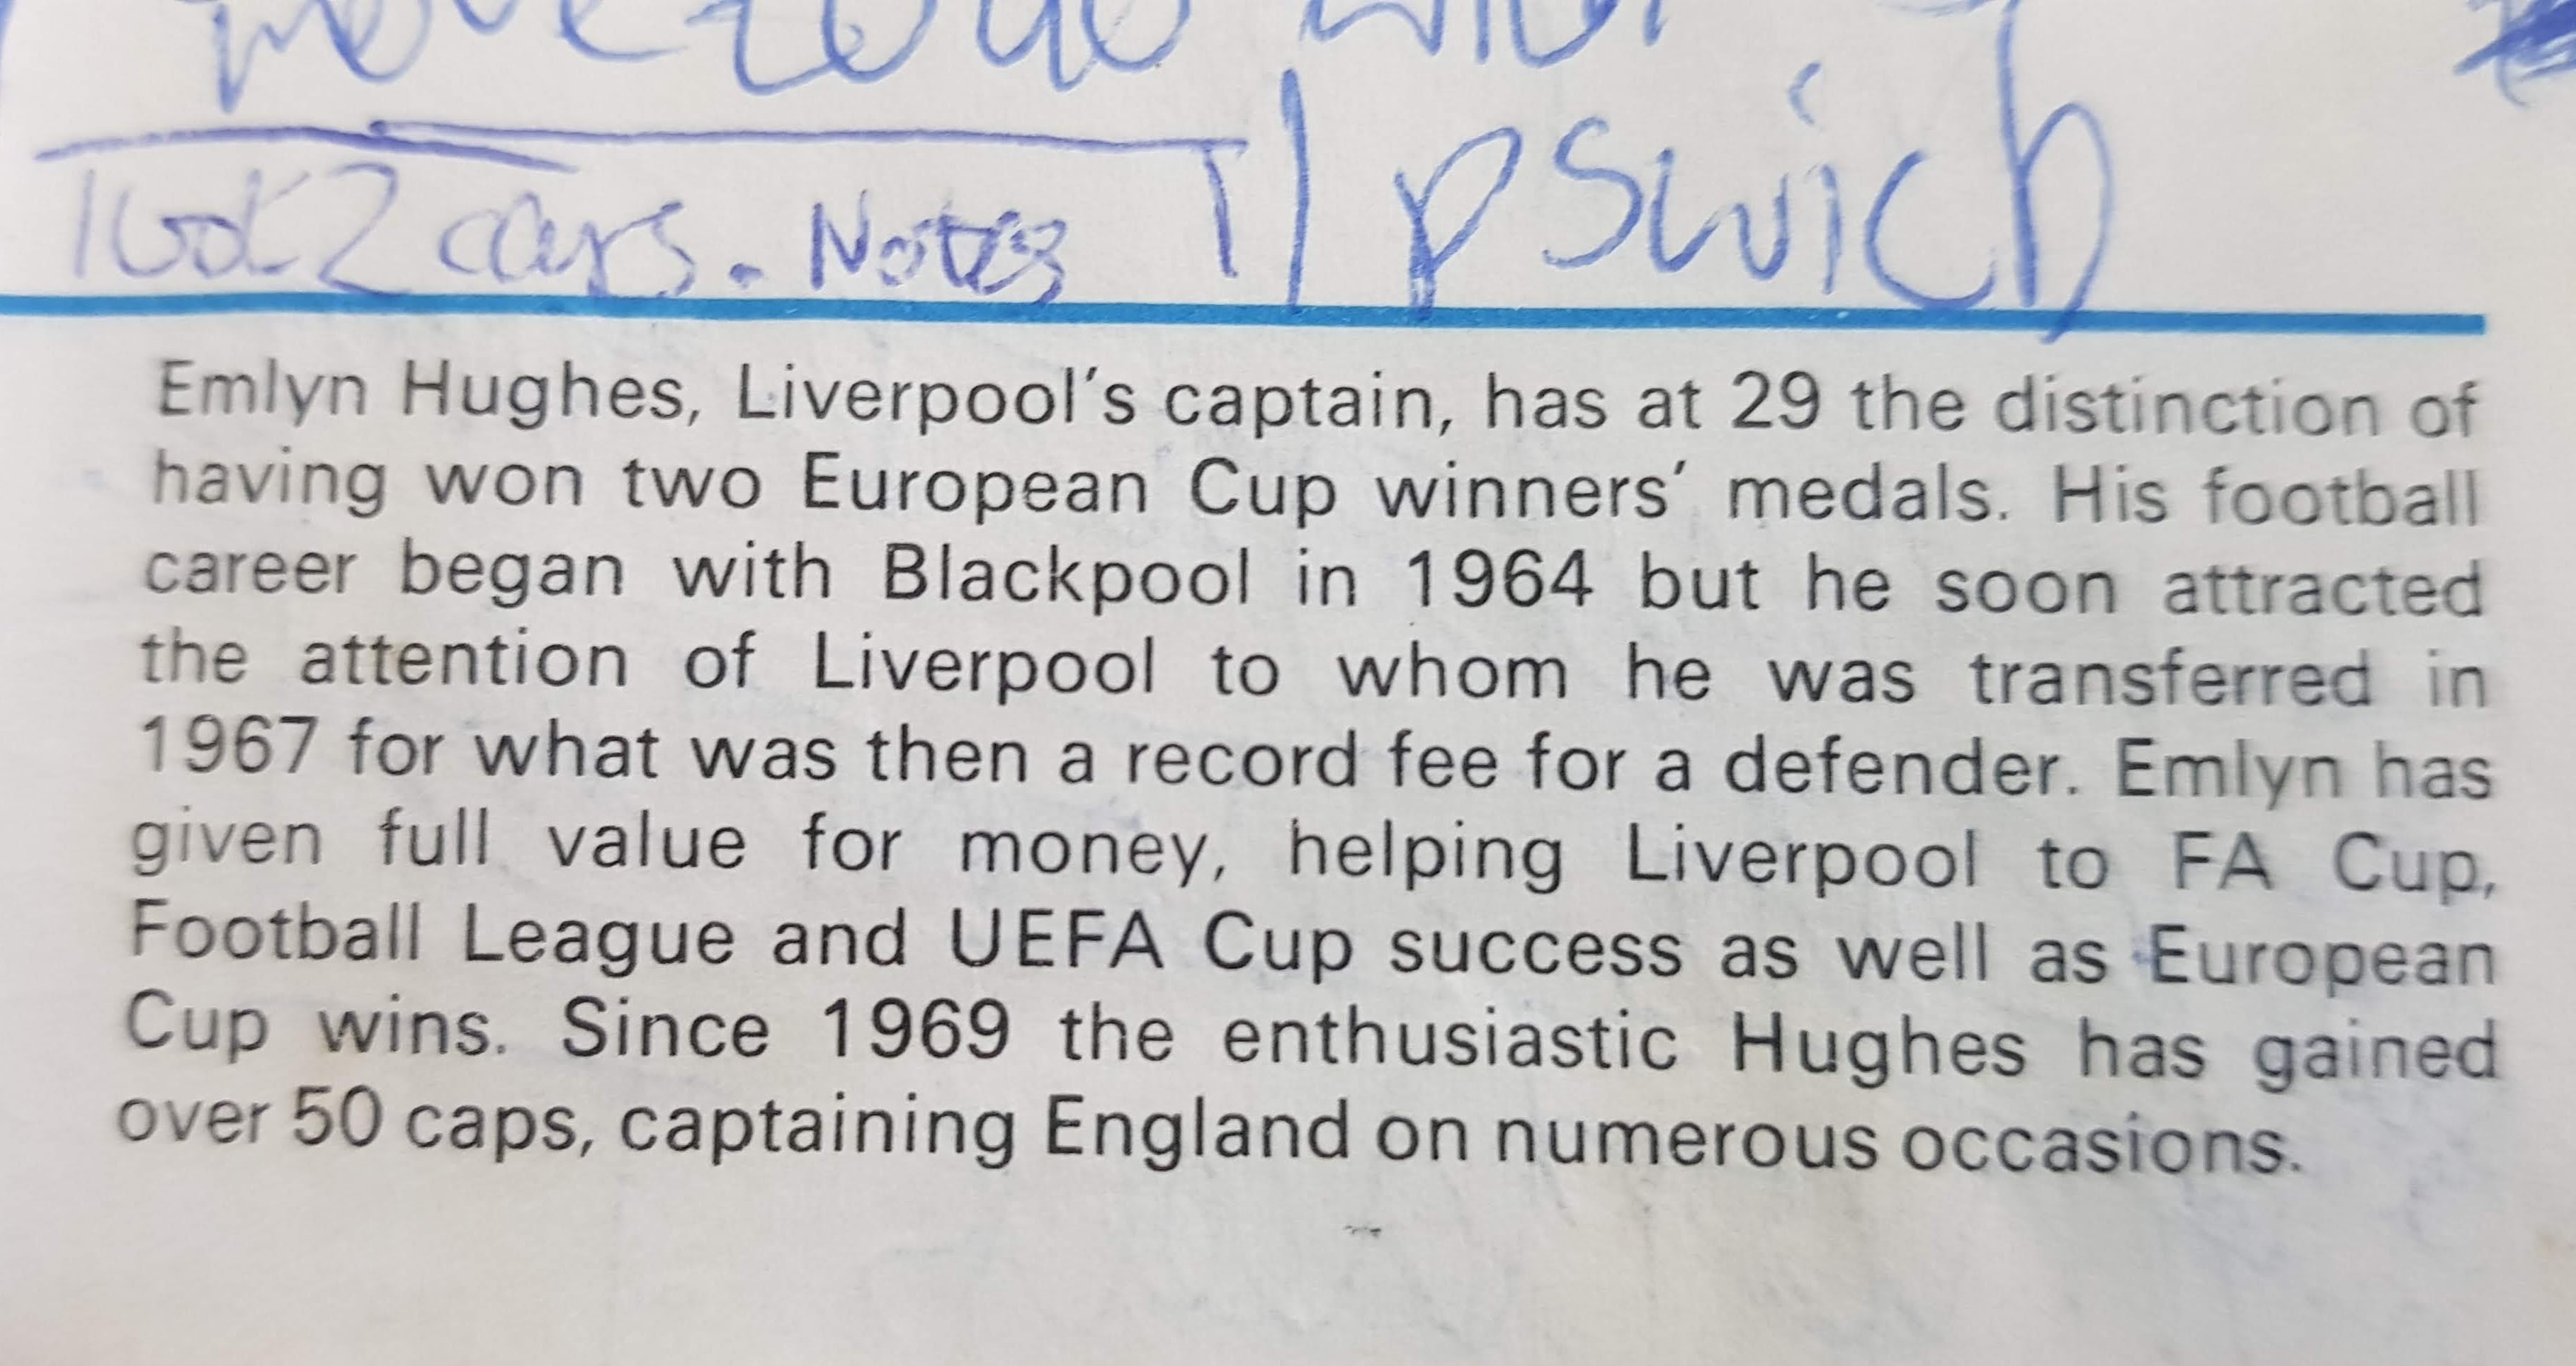 Ipswich
Took 2 days. Notes
Emlyn Hughes, Liverpool's captain, has at 29 the distinction of
having won two European Cup winners' medals. His football
career began with Blackpool in 1964 but he soon attracted
the attention of Liverpool to whom he was transferred in
1967 for what was then a record fee for a defender. Emlyn has
given full value for money, helping Liverpool to FA Cup,
Football League and UEFA Cup success as well as European
Cup wins. Since 1969 the enthusiastic Hughes has gained
over 50 caps, captaining England on numerous occasions.